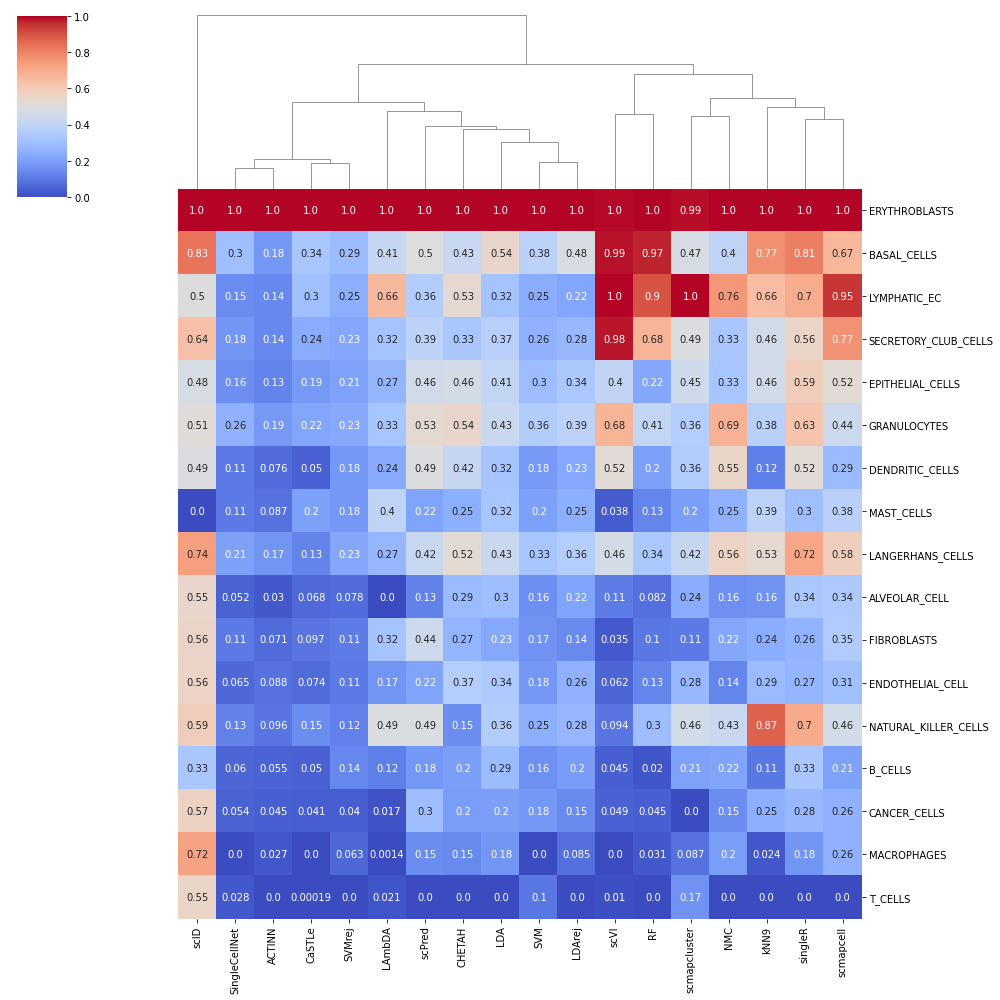 1.0
0.8
0.6
0.4
0.2
0.0
1.0 1.0 1.0 1.0 1.0 1.0 1.0 1.0 1.0 1.0 1.0 1.0 1.0 0.99 1.0 1.0 1.0 1.0 ERYTHROBLASTS
0.83 0.3 0.18 0.34 0.29 0.41 0.5 0.43 0.54 0.38 0.48 0.99 0.97 0.47 0.4 0.77 0.81 0.67 BASAL_CELLS
0.5 0.15 0.14 0.3 0.25 0.66 0.36 0.53 0.32 0.25 0.22 1.0 0.9 1.0 0.76 0.66 0.7 0.95 LYMPHATIC_EC
0.64 0.18 0.14 0.24 0.23 0.32 0.39 0.33 0.37 0.26 0.28 0.98 0.68 0.49 0.33 0.46 0.56 0.77 SECRETORY_CLUB_CELLS
0.48 0.16 0.13 0.19 0.21 0.27 0.46 0.46 0.41 0.3 0.34 0.4 0.22 0.45 0.33 0.46 0.59 0.52 EPITHELIAL_CELLS
0.51 0.26 0.19 0.22 0.23 0.33 0.53 0.54 0.43 0.36 0.39 0.68 0.41 0.36 0.69 0.38 0.63 0.44 GRANULOCYTES
0.49 0.11 0.076 0.05 0.18 0.24 0.49 0.42 0.32 0.18 0.23 0.52 0.2 0.36 0.55 0.12 0.52 0.29 DENDRITIC_CELLS
0.0 0.11 0.087 0.2 0.18 0.4 0.22 0.25 0.32 0.2 0.25 0.038 0.13 0.2 0.25 0.39 0.3 0.38 MAST_CELLS
0.74 0.21 0.17 0.13 0.23 0.27 0.42 0.52 0.43 0.33 0.36 0.46 0.34 0.42 0.56 0.53 0.72 0.58 LANGERHANS_CELLS
0.55 0.052 0.03 0.068 0.078 0.0 0.13 0.29 0.3 0.16 0.22 0.11 0.082 0.24 0.16 0.16 0.34 0.34 ALVEOLAR_CELL
0.56 0.11 0.071 0.097 0.11 0.32 0.44 0.27 0.23 0.17 0.14 0.035 0.1 0.11 0.22 0.24 0.26 0.35 FIBROBLASTS
0.56 0.065 0.088 0.074 0.11 0.17 0.22 0.37 0.34 0.18 0.26 0.062 0.13 0.28 0.14 0.29 0.27 0.31 ENDOTHELIAL_CELL
0.59 0.13 0.096 0.15 0.12 0.49 0.49 0.15 0.36 0.25 0.28 0.094 0.3 0.46 0.43 0.87 0.7 0.46 NATURAL_KILLER_CELLS
0.33 0.06 0.055 0.05 0.14 0.12 0.18 0.2 0.29 0.16 0.2 0.045 0.02 0.21 0.22 0.11 0.33 0.21 B_CELLS
0.57 0.054 0.045 0.041 0.04 0.017 0.3 0.2 0.2 0.18 0.15 0.049 0.045 0.0 0.15 0.25 0.28 0.26 CANCER_CELLS
0.72 0.0 0.027 0.0 0.063 0.0014 0.15 0.15 0.18 0.0 0.085 0.0 0.031 0.087 0.2 0.024 0.18 0.26 MACROPHAGES
0.55 0.028 0.0 0.00019 0.0 0.021 0.0 0.0 0.0 0.1 0.0 0.01 0.0 0.17 0.0 0.0 0.0 0.0 T_CELLS
scID
SingleCellNet
ACTINN
CaSTLe
SVMrej
LAmbDA
scPred
CHETAH
LDA
SVM
LDArej
scVI
RF
scmapcluster
NMC
kNN9
singleR
scmapcell